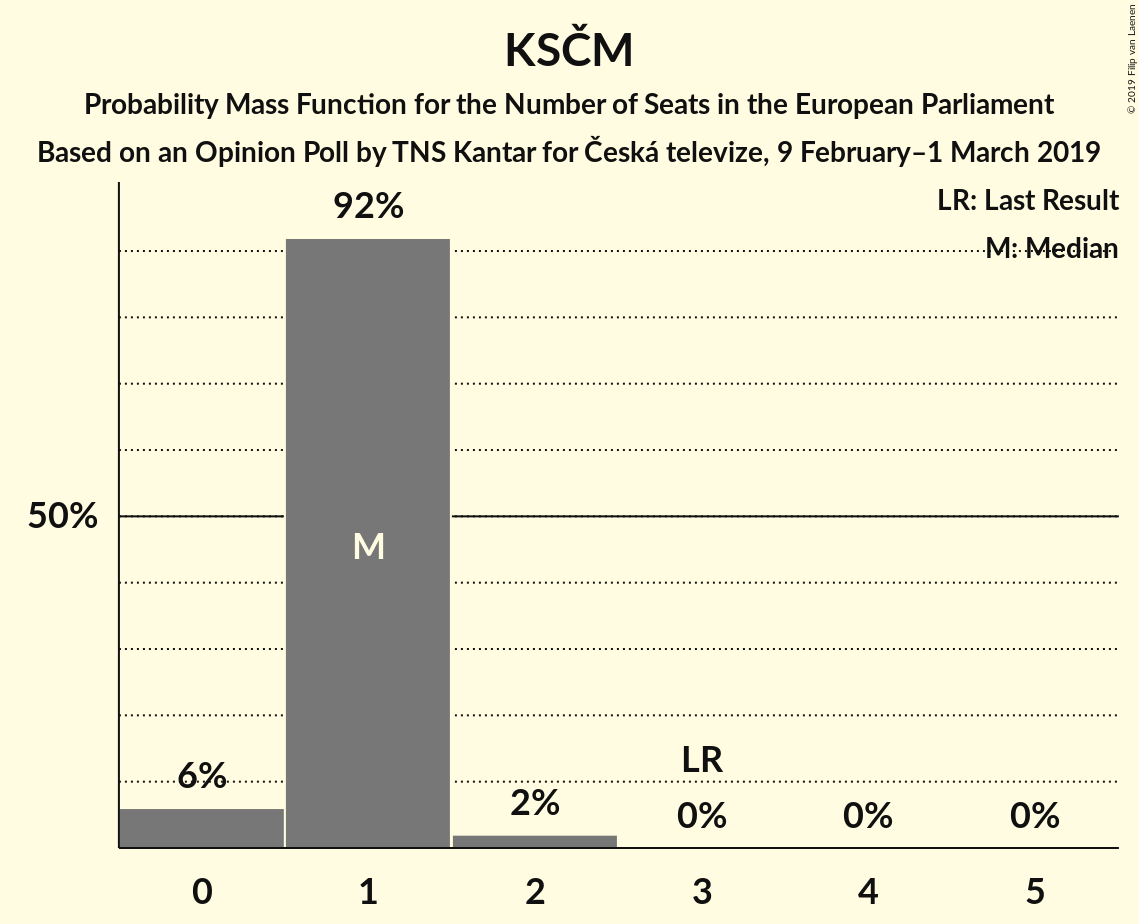 KSČM
Probability Mass Function for the Number of Seats in the European Parliament
Based on an Opinion Poll by TNS Kantar for Česká televize, 9 February–1 March 2019
© 2019 Filip van Laenen
LR: Last Result
M: Median
92%
50%
M
6%
2%
LR
0%
0%
0%
0 1 2 3 4 5